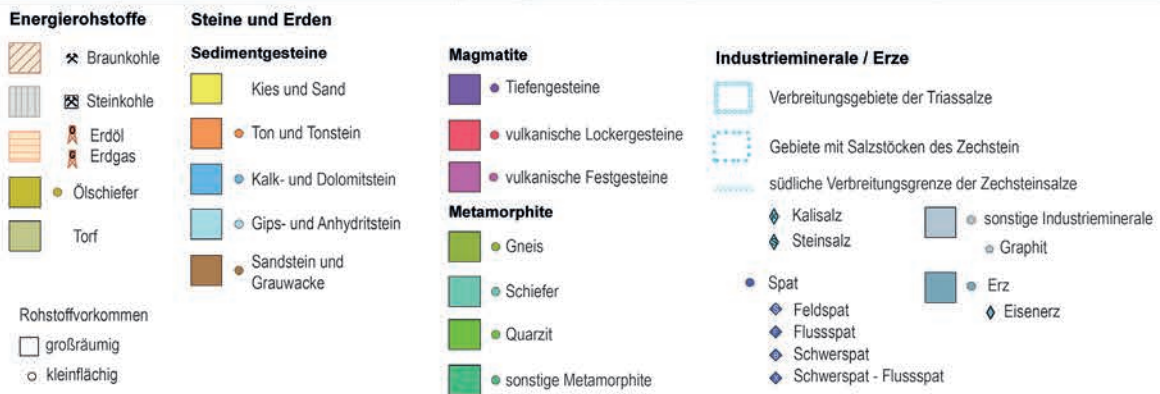 Energierohstoffe
Braunkohle
Steinkohle
Erdöl
Erdgas
Ölschiefer
Torf
Rohstoffvorkommen
großräumig
kleinflächig
Steine und Erden
Sedimentgesteine
Kies und Sand
Ton und Tonstein
Kalk- und Dolomitstein
Gips- und Anhydritstein
Sandstein und
Grauwacke
Magmatite
Tiefengesteine
vulkanische Lockergesteine
vulkanische Festgesteine
Metamorphite
Gneis
Schiefer
Quarzit
sonstige Metamorphite
Industrieminerale / Erze
Verbreitungsgebiete der Triassalze
Gebiete mit Salzstöcken des Zechstein
südliche Verbreitungsgrenze der Zechsteinsalze
Kalisalz
Steinsalz
Spat
Feldspat
Flussspat
Schwerspat
Schwerspat - Flussspat
sonstige Industrieminerale
Graphit
Erz
Eisenerz